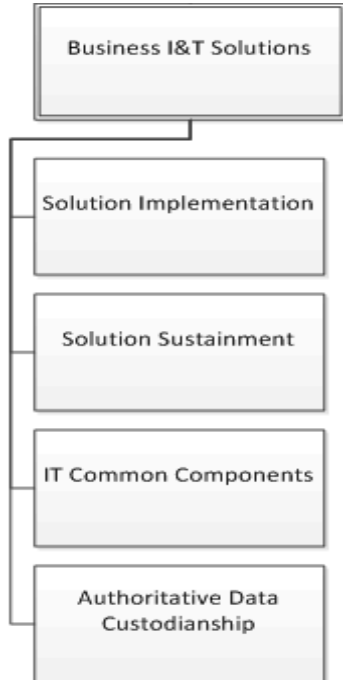 Business I&T Solutions
Solution Implementation
Solution Sustainment
IT Common Components
Authoritative Data
Custodianship